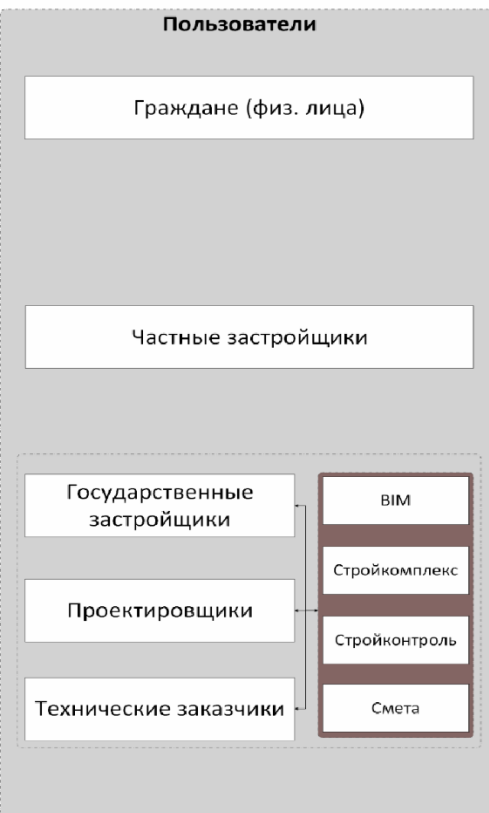 Пользователи
Граждане (физ. лица)
Частные застройщики
Государственные
застройщики
Проектировщики
Технические заказчики
BIM
Стройкомплекс
Стройконтроль
Смета